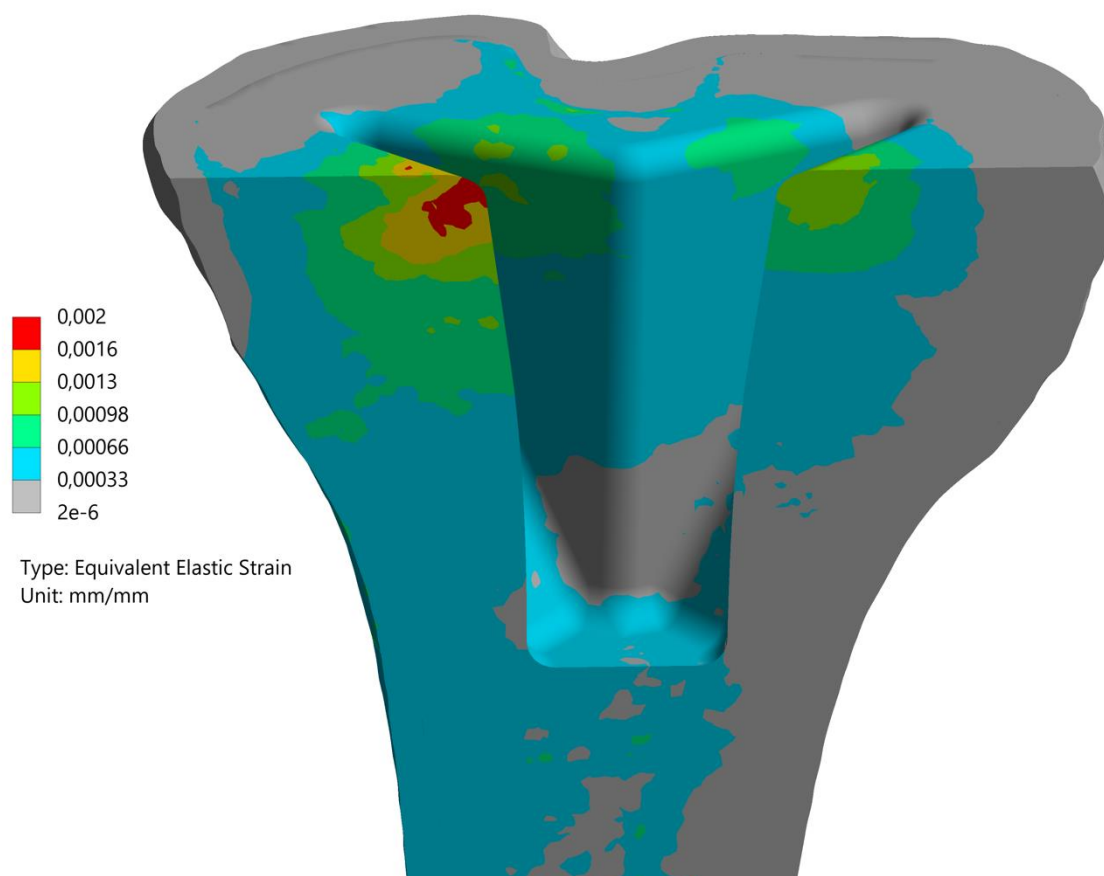 0,002
0,0016
0,0013
0,00098
0,00066
0,00033
2e-6
Type: Equivalent Elastic Strain
Unit: mm/mm